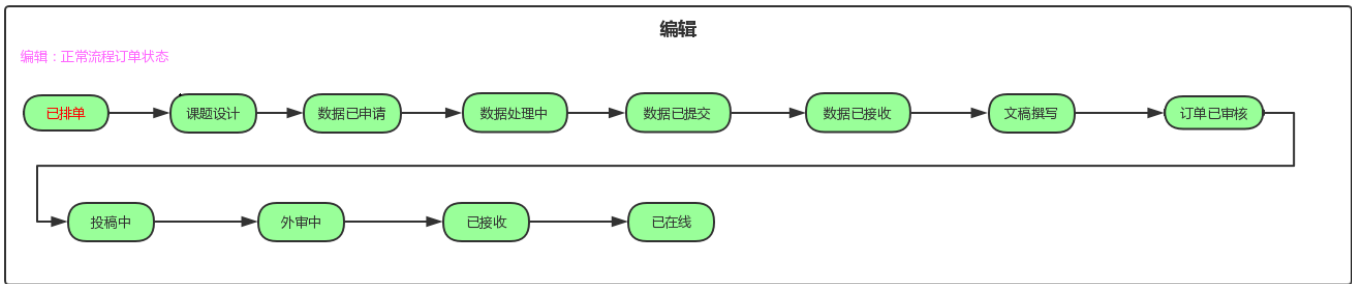 编辑
编辑：正常流程订单状态
已排单
课题设计
数据已申请
数据处理中
数据已提交
数据已接收
文稿撰写
订单已审核
投稿中
外审中
已接收
已在线